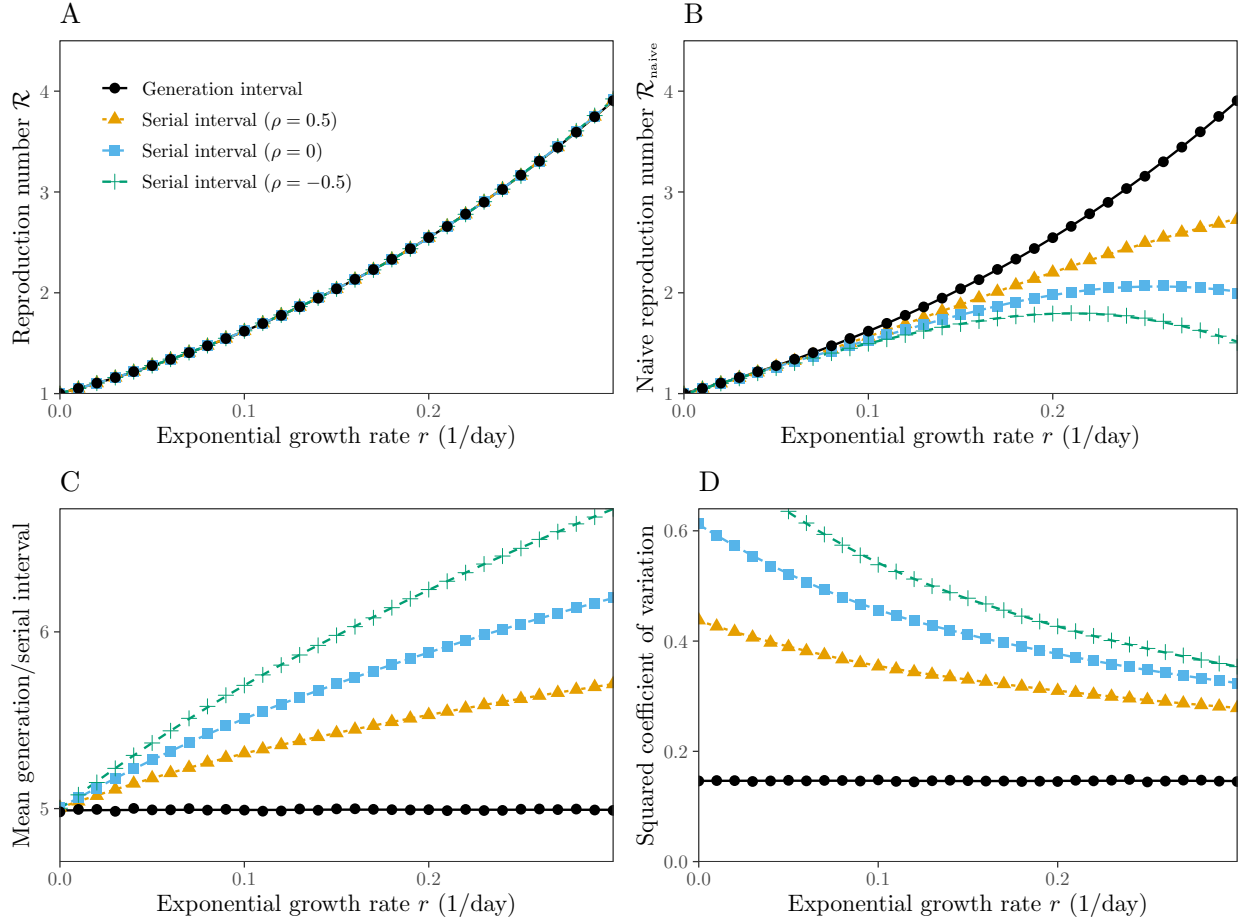 A
Reproduction number R
4
3
2
1
Generation interval
Serial interval (ρ = 0.5)
Serial interval (ρ = 0)
Serial interval (ρ = −0.5)
0.0 0.1 0.2
Exponential growth rate r (1/day)
B
Naive reproduction number R_naive
4
3
2
1
0.0 0.1 0.2
Exponential growth rate r (1/day)
C
Mean generation/serial interval
6
5
0.0 0.1 0.2
Exponential growth rate r (1/day)
D
Squared coefficient of variation
0.6
0.4
0.2
0.0
0.0 0.1 0.2
Exponential growth rate r (1/day)